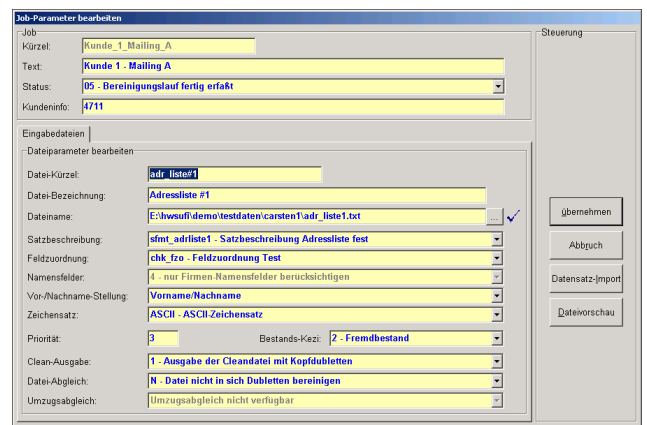 Job-Parameter bearbeiten
Job
Kürzel: Kunde_1_Mailing_A
Text: Kunde 1 - Mailing A
Status: 05 - Bereinigungslauf fertig erfaßt
Kundeninfo: 4711
Eingabedateien
Dateiparameter bearbeiten
Datei-Kürzel: adr_liste#1
Datei-Bezeichnung: Adressliste #1
Dateiname: E:\hwsufi\demo\testdaten\carsten1\adr_liste1.txt ...
Satzbeschreibung: sfmt_adrliste1 - Satzbeschreibung Adressliste fest
Feldzuordnung: chk_fzo - Feldzuordnung Test
Namensfelder: 4 - nur Firmen-Namensfelder berücksichtigen
Vor-/Nachname-Stellung: Vorname/Nachname
Zeichensatz: ASCII - ASCII-Zeichensatz
Priorität: 3 Bestands-Kezi: 2 - Fremdbestand
Clean-Ausgabe: 1 - Ausgabe der Cleandatei mit Kopfdubletten
Datei-Abgleich: N - Datei nicht in sich Dubletten bereinigen
Umzugsabgleich: Umzugsabgleich nicht verfügbar
Steuerung
übernehmen
Abbruch
Datensatz-Import
Dateivorschau